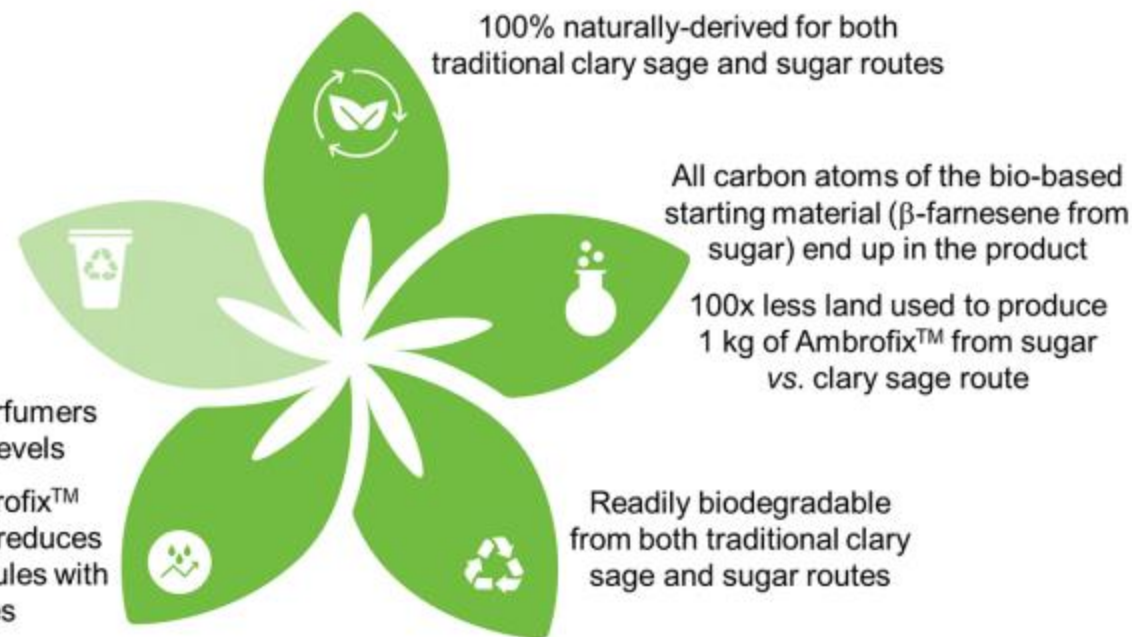 100% naturally-derived for both
traditional clary sage and sugar routes
All carbon atoms of the bio-based
starting material (β-farnesene from
sugar) end up in the product
100x less land used to produce
1 kg of Ambrofix™ from sugar
vs. clary sage route
Readily biodegradable
from both traditional clary
sage and sugar routes
reduces
with